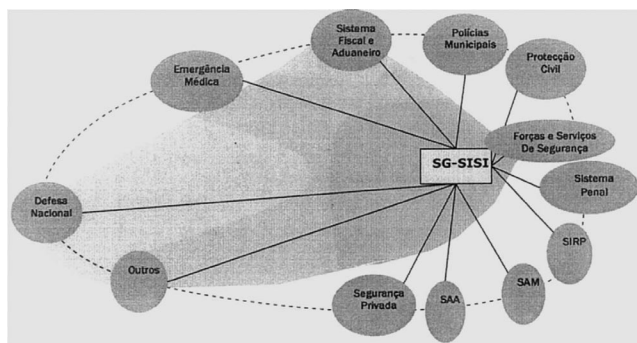 Sistema
Fiscal e
Aduaneiro
Polícias
Municipais
Protecção
Civil
Emergência
Médica
Forças e Serviços
De Segurança
SG-SISI
Sistema
Penal
Defesa
Nacional
SIRP
Outros
SAM
Segurança
Privada
SAA